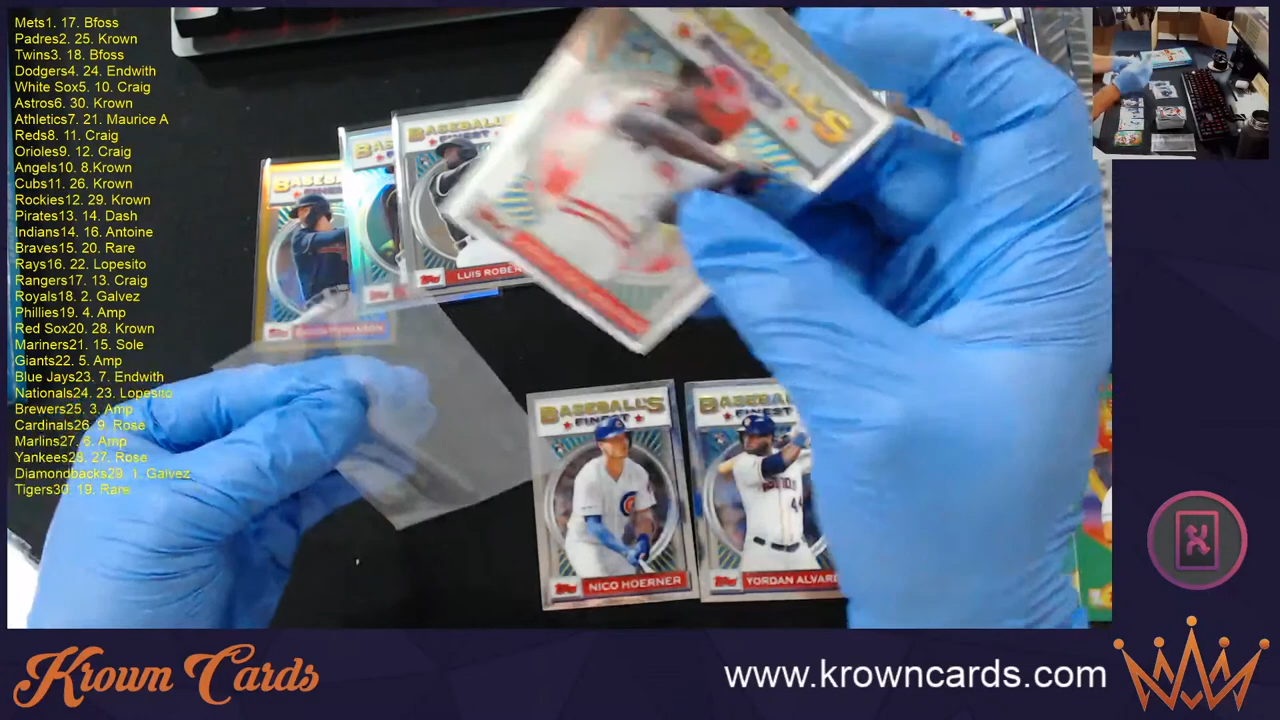 Mets1. 17. Bfoss
Padres2. 25. Krown
Twins3. 18. Bfoss
Dodgers4. 24. Endwith
White Sox5. 10. Craig
Astros6. 30. Krown
Athletics7. 21. Maurice A
Reds8. 11. Craig
Orioles9. 12. Craig
Angels10. 8.Krown
Cubs11. 26. Krown
Rockies12. 29. Krown
Pirates13. 14. Dash
Indians14. 16. Antoine
Braves15. 20. Rare
Rays16. 22. Lopesito
Rangers17. 13. Craig
Royals18. 2. Galvez
Phillies19. 4. Amp
Red Sox20. 28. Krown
Mariners21. 15. Sole
Giants22. 5. Amp
Blue Jays23. 7. Endwith
Nationals24. 23. Lopesito
Brewers25. 3. Amp
Cardinals26. 9. Rose
Marlins27. 6. Amp
Yankees28. 27. Rose
Diamondbacks29. 1. Galvez
Tigers30. 19. Rare
BASEBALL'S
LUIS ROBER
Topps
BASEBALL'S
FINEST
Topps
NICO HOERNER
BASEBALL'S
FINEST
Topps
YORDAN ALVAR
Krown Cards
www.krowncards.com